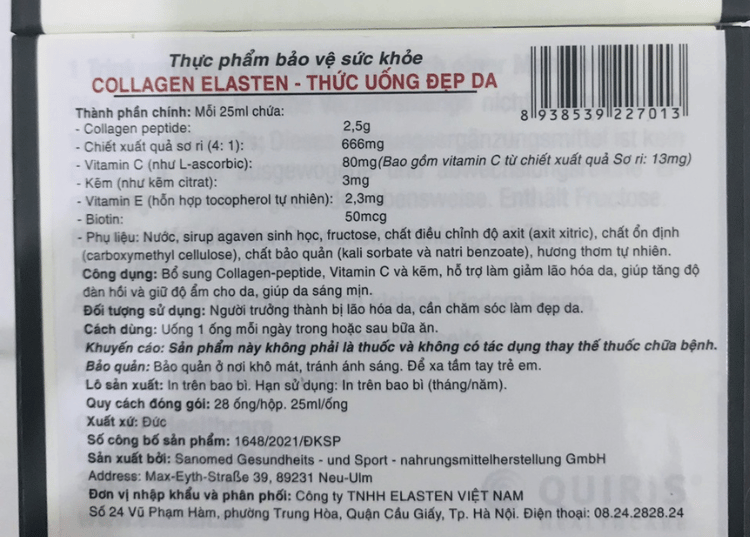 Thực phẩm bảo vệ sức khỏe
COLLAGEN ELASTEN - THỨC UỐNG ĐẸP DA
8 938539 227013
Thành phần chính: Mỗi 25ml chứa:
- Collagen peptide: 2,5g
- Chiết xuất quả sơ ri (4: 1): 666mg
- Vitamin C (như L-ascorbic): 80mg(Bao gồm vitamin C từ chiết xuất quả Sơ ri: 13mg)
- Kẽm (như kẽm citrat): 3mg
- Vitamin E (hỗn hợp tocopherol tự nhiên): 2,3mg
- Biotin: 50mcg
- Phụ liệu: Nước, sirup agaven sinh học, fructose, chất điều chỉnh độ axit (axit xitric), chất ổn định
(carboxymethyl cellulose), chất bảo quản (kali sorbate và natri benzoate), hương thơm tự nhiên.
Công dụng: Bổ sung Collagen-peptide, Vitamin C và kẽm, hỗ trợ làm giảm lão hóa da, giúp tăng độ
đàn hồi và giữ độ ẩm cho da, giúp da sáng mịn.
Đối tượng sử dụng: Người trưởng thành bị lão hóa da, cần chăm sóc làm đẹp da.
Cách dùng: Uống 1 ống mỗi ngày trong hoặc sau bữa ăn.
Khuyến cáo: Sản phẩm này không phải là thuốc và không có tác dụng thay thế thuốc chữa bệnh.
Bảo quản: Bảo quản ở nơi khô mát, tránh ánh sáng. Để xa tầm tay trẻ em.
Lô sản xuất: In trên bao bì. Hạn sử dụng: In trên bao bì (tháng/năm).
Quy cách đóng gói: 28 ống/hộp. 25ml/ống
Xuất xứ: Đức
Số công bố sản phẩm: 1648/2021/ĐKSP
Sản xuất bởi: Sanomed Gesundheits - und Sport - nahrungsmittelherstellung GmbH
Address: Max-Eyth-Straße 39, 89231 Neu-Ulm
Đơn vị nhập khẩu và phân phối: Công ty TNHH ELASTEN VIỆT NAM
Số 24 Vũ Phạm Hàm, phường Trung Hòa, Quận Cầu Giấy, Tp. Hà Nội. Điện thoại: 08.24.2828.24
QUIRIS